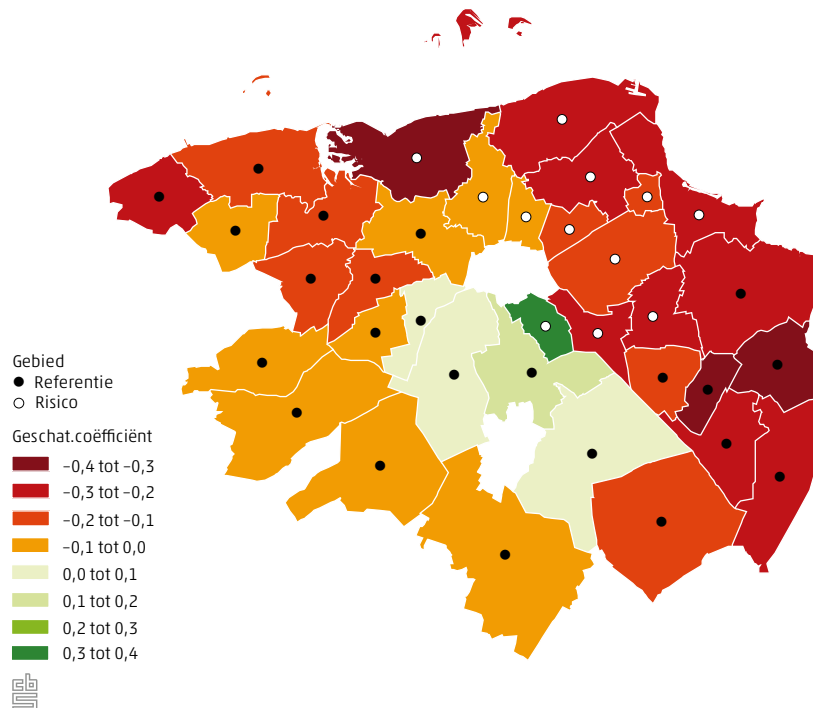 Gebied
Referentie
Risico
Geschat.coëfficiënt
–0,4 tot –0,3
–0,3 tot –0,2
–0,2 tot –0,1
–0,1 tot 0,0
0,0 tot 0,1
0,1 tot 0,2
0,2 tot 0,3
0,3 tot 0,4
cbs